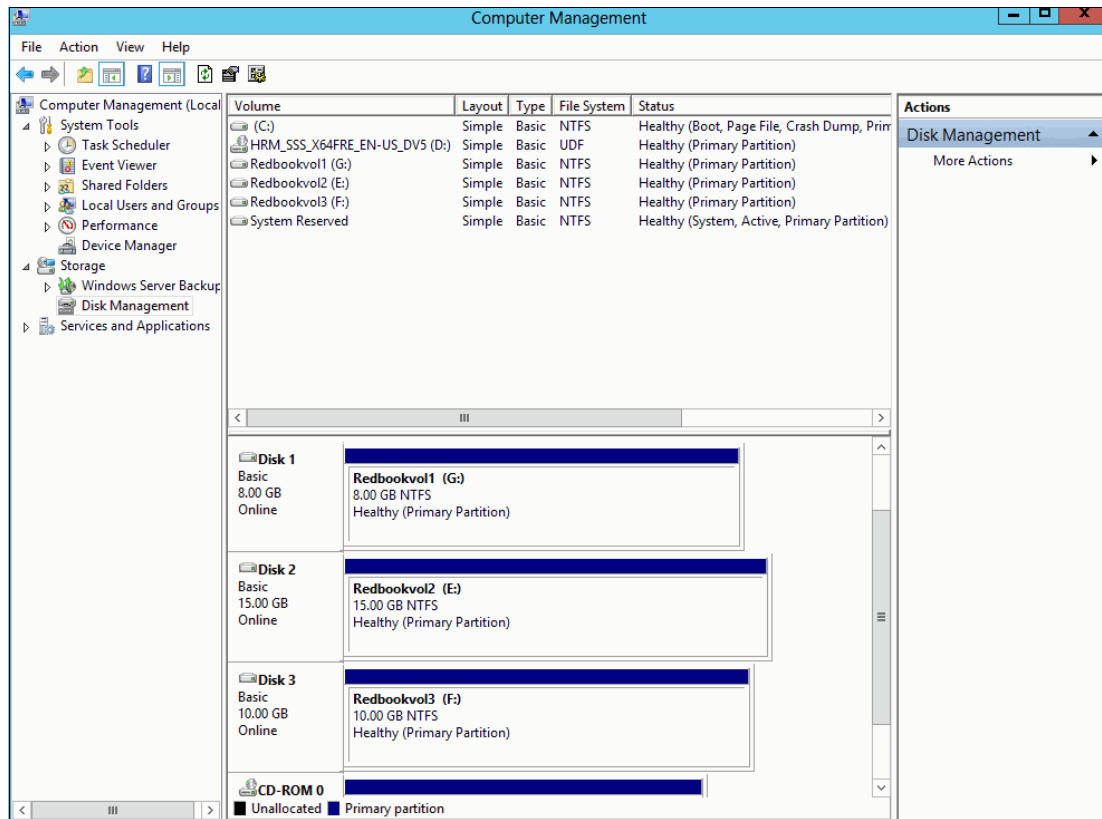 Computer Management
File Action View Help
Computer Management (Local
System Tools
Task Scheduler
Event Viewer
Shared Folders
Local Users and Groups
Performance
Device Manager
Storage
Windows Server Backup
Disk Management
Services and Applications
Volume Layout Type File System Status
(C:) Simple Basic NTFS Healthy (Boot, Page File, Crash Dump, Prim
HRM_SSS_X64FRE_EN-US_DV5 (D:) Simple Basic UDF Healthy (Primary Partition)
Redbookvol1 (G:) Simple Basic NTFS Healthy (Primary Partition)
Redbookvol2 (E:) Simple Basic NTFS Healthy (Primary Partition)
Redbookvol3 (F:) Simple Basic NTFS Healthy (Primary Partition)
System Reserved Simple Basic NTFS Healthy (System, Active, Primary Partition)
Disk 1
Basic
8.00 GB
Online
Redbookvol1 (G:)
8.00 GB NTFS
Healthy (Primary Partition)
Disk 2
Basic
15.00 GB
Online
Redbookvol2 (E:)
15.00 GB NTFS
Healthy (Primary Partition)
Disk 3
Basic
10.00 GB
Online
Redbookvol3 (F:)
10.00 GB NTFS
Healthy (Primary Partition)
CD-ROM 0
Unallocated Primary partition
Actions
Disk Management
More Actions